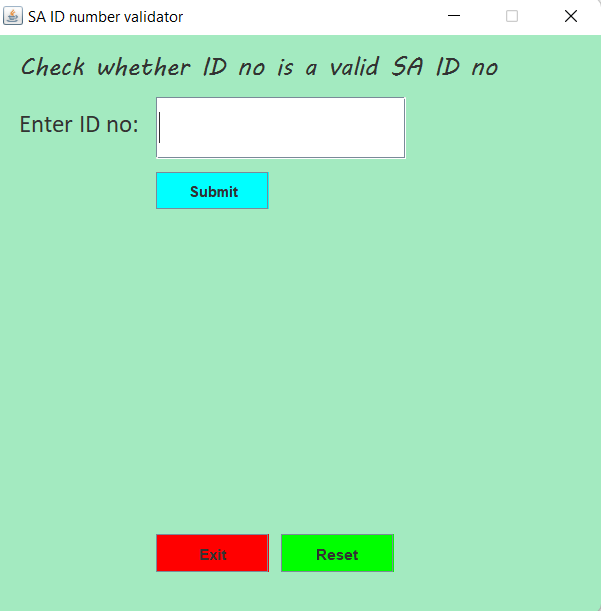 SA ID number validator
Check whether ID no is a valid SA ID no
Enter ID no:
Submit
Exit
Reset